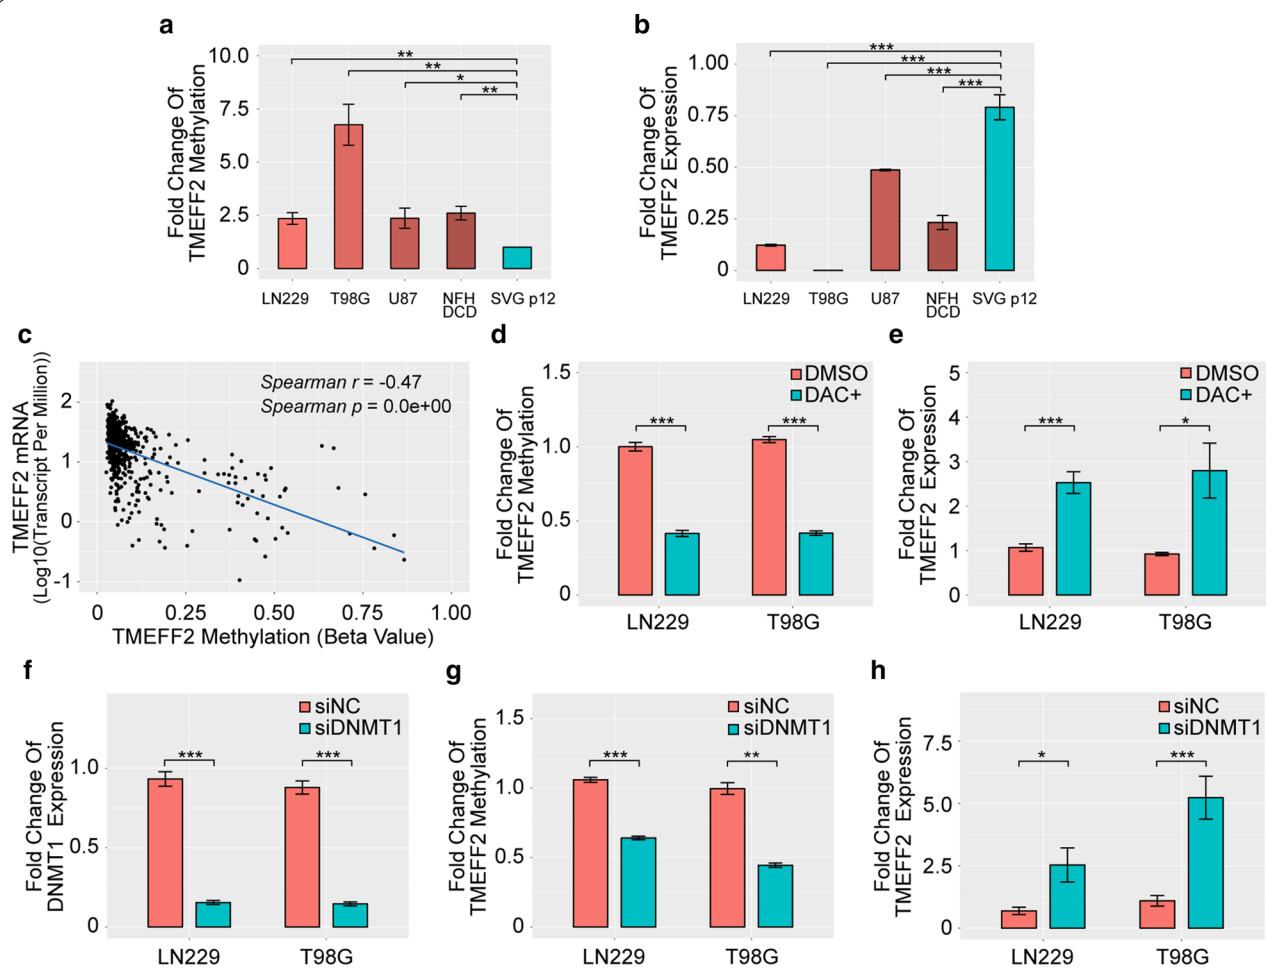 a
Fold Change Of
TMEFF2 Methylation
10.0
7.5
5.0
2.5
0
**
**
*
**
LN229
T98G
U87
NFH
DCD
SVG p12
b
Fold Change Of
TMEFF2 Expression
1.00
0.75
0.50
0.25
0
***
***
***
***
LN229
T98G
U87
NFH
DCD
SVG p12
c
TMEFF2 mRNA
(Log10(Transcript Per Million))
2
1
0
-1
Spearman r = -0.47
Spearman p = 0.0e+00
0
0.25
0.50
0.75
1.00
TMEFF2 Methylation (Beta Value)
d
Fold Change Of
TMEFF2 Methylation
1.5
1.0
0.5
0
DMSO
DAC+
***
***
LN229
T98G
e
Fold Change Of
TMEFF2 Expression
5
4
3
2
1
0
DMSO
DAC+
***
*
LN229
T98G
f
Fold Change Of
DNMT1 Expression
1.0
0.5
0
siNC
siDNMT1
***
***
LN229
T98G
g
Fold Change Of
TMEFF2 Methylation
1.5
1.0
0.5
0
siNC
siDNMT1
***
**
LN229
T98G
h
Fold Change Of
TMEFF2 Expression
7.5
5.0
2.5
0
siNC
siDNMT1
*
***
LN229
T98G